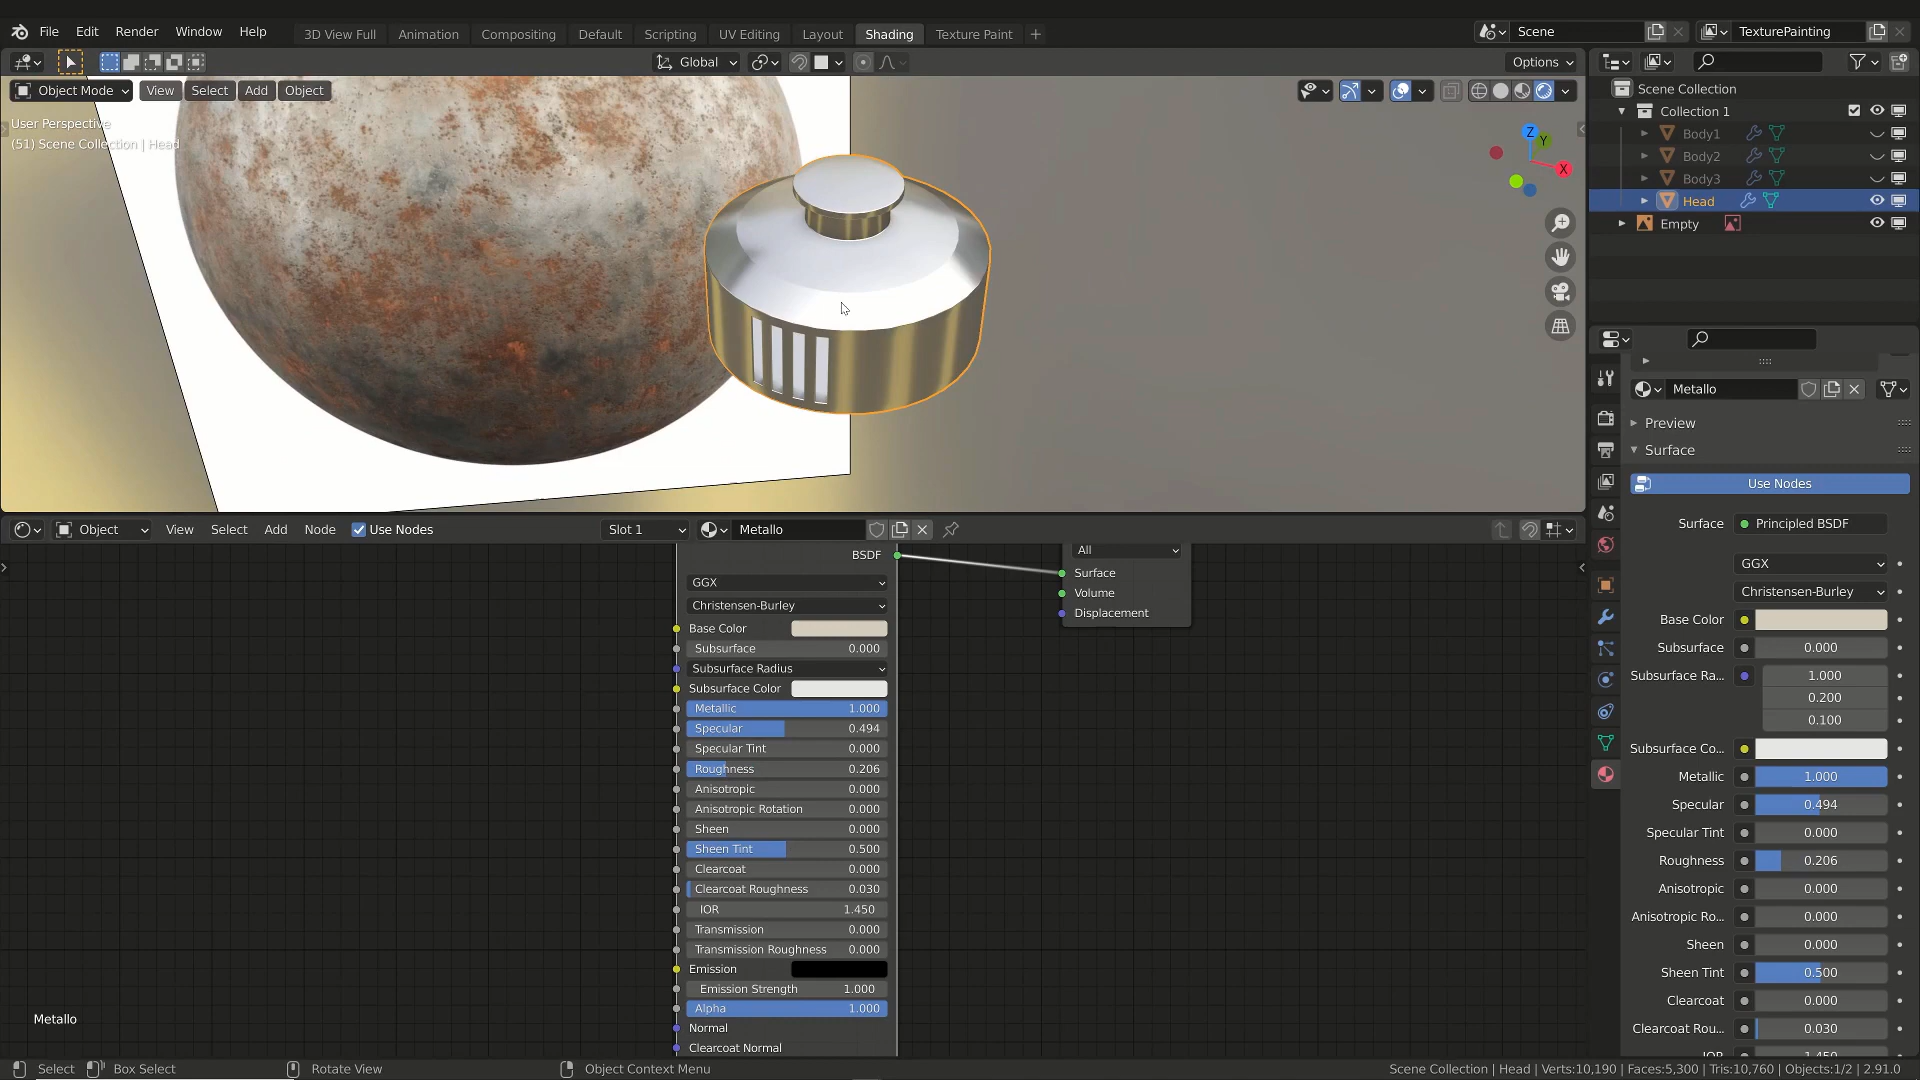 File Edit Render Window Help 3D View Full Animation Compositing Default Scripting UV Editing Layout Shading Texture Paint + Scene TexturePainting
Global Options
Object Mode View Select Add Object
User Perspective
(51) Scene Collection | Head
Z
Y
X
Scene Collection
Collection 1
Body1
Body2
Body3
Head
Empty
Metallo
Preview
Surface
Use Nodes
Surface Principled BSDF
GGX
Christensen-Burley
Base Color
Subsurface 0.000
Subsurface Ra... 1.000
0.200
0.100
Subsurface Co...
Metallic 1.000
Specular 0.494
Specular Tint 0.000
Roughness 0.206
Anisotropic 0.000
Anisotropic Ro... 0.000
Sheen 0.000
Sheen Tint 0.500
Clearcoat 0.000
Clearcoat Rou... 0.030
IOR 1.450
Object View Select Add Node Use Nodes Slot 1 Metallo
BSDF
GGX
Christensen-Burley
Base Color
Subsurface 0.000
Subsurface Radius
Subsurface Color
Metallic 1.000
Specular 0.494
Specular Tint 0.000
Roughness 0.206
Anisotropic 0.000
Anisotropic Rotation 0.000
Sheen 0.000
Sheen Tint 0.500
Clearcoat 0.000
Clearcoat Roughness 0.030
IOR 1.450
Transmission 0.000
Transmission Roughness 0.000
Emission
Emission Strength 1.000
Alpha 1.000
Normal
Clearcoat Normal
All
Surface
Volume
Displacement
Metallo
Select Box Select Rotate View Object Context Menu Scene Collection | Head | Verts:10,190 | Faces:5,300 | Tris:10,760 | Objects:1/2 | 2.91.0